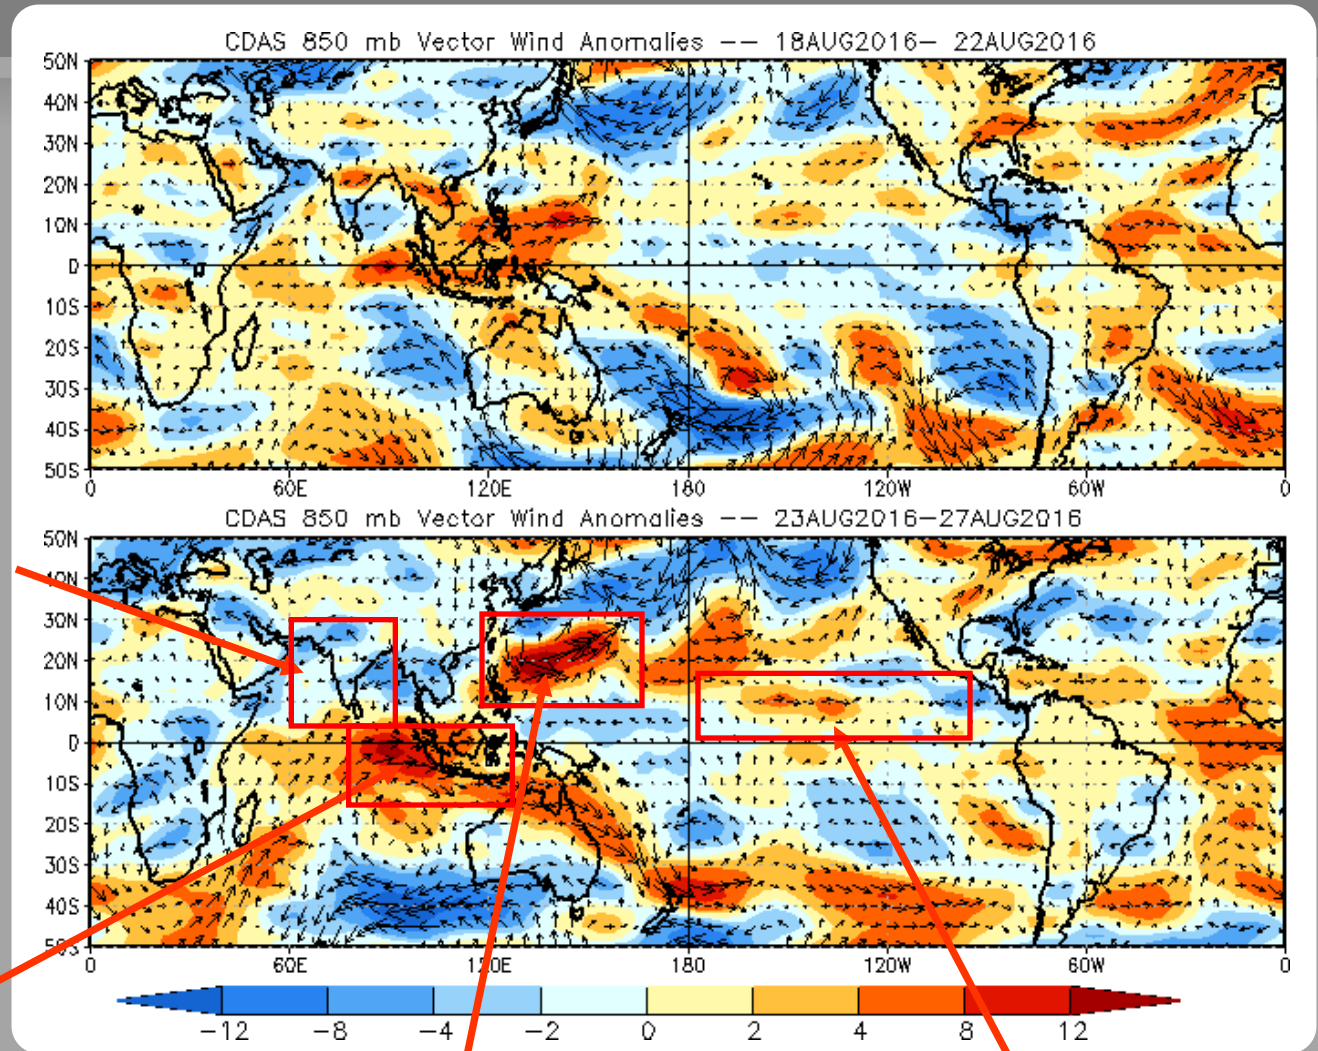 CDAS 850 mb Vector Wind Anomalies -- 18AUG2016- 22AUG2016
50N
40N
30N
20N
10N
0
10S
20S
30S
40S
50S
0 60E 120E 180 120W 60W 0
CDAS 850 mb Vector Wind Anomalies -- 23AUG2016-27AUG2016
50N
40N
30N
20N
10N
0
10S
20S
30S
40S
50S
0 60E 120E 180 120W 60W 0
-12 -8 -4 -2 0 2 4 8 12